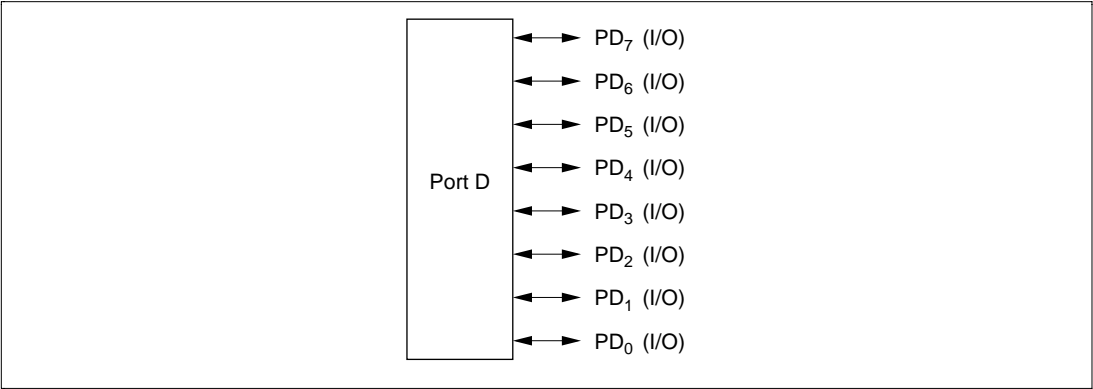 PD₇ (I/O)
PD₆ (I/O)
PD₅ (I/O)
PD₄ (I/O)
Port D
PD₃ (I/O)
PD₂ (I/O)
PD₁ (I/O)
PD₀ (I/O)